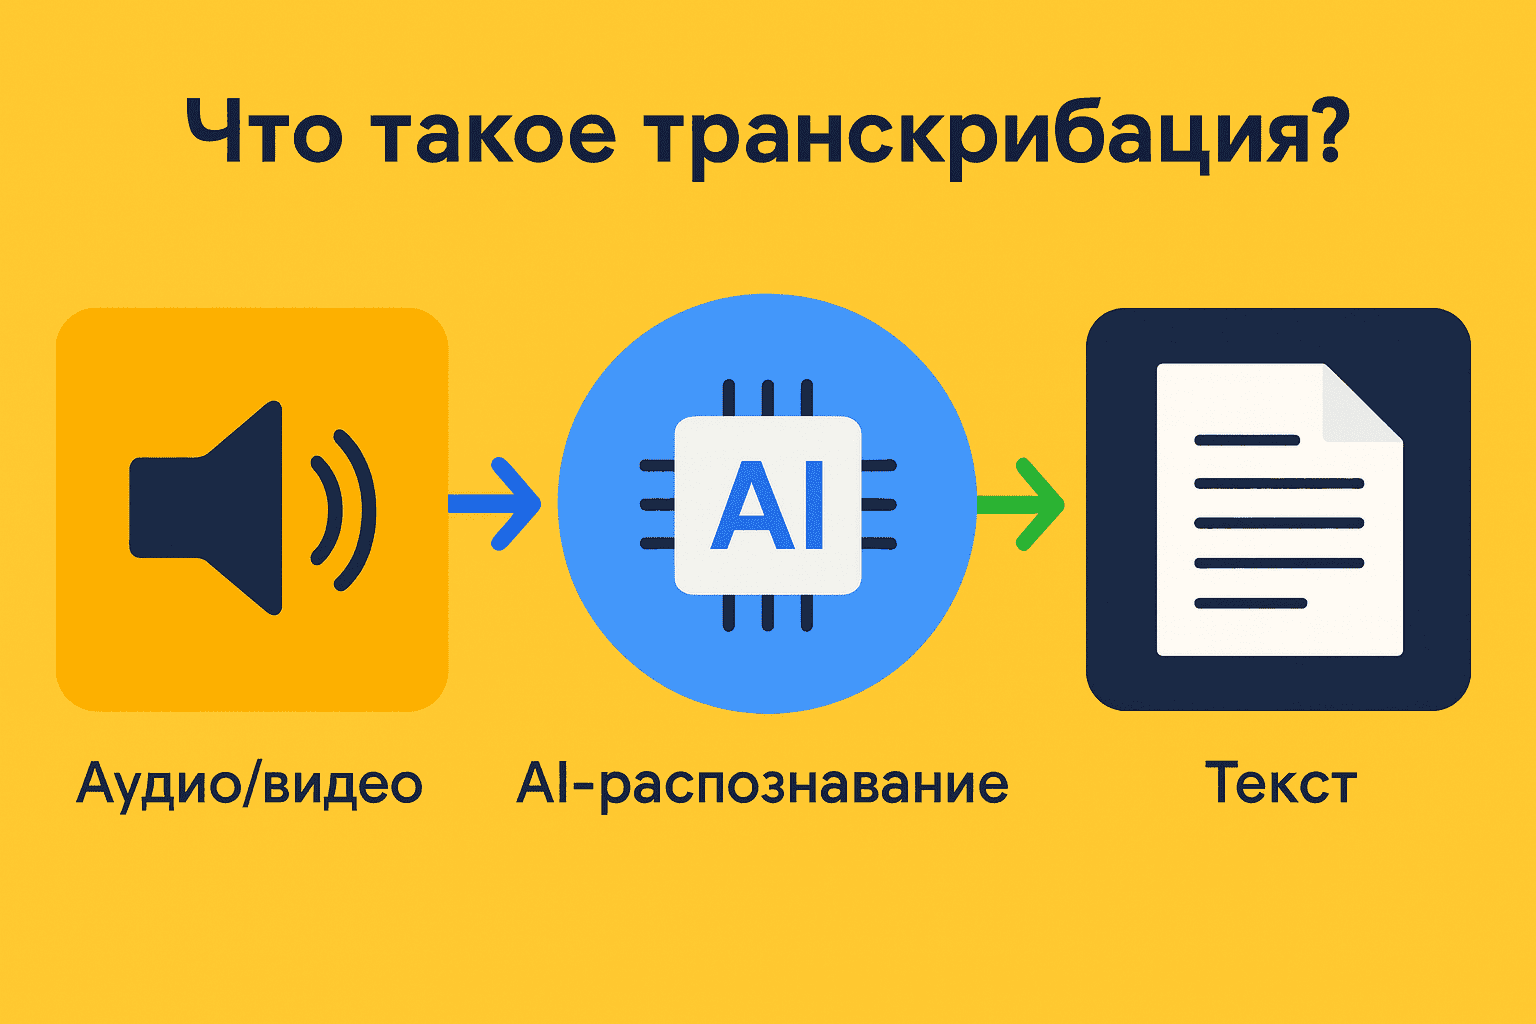 Что такое транскрибация?
AI
Аудио/видео
AI-распознавание
Текст